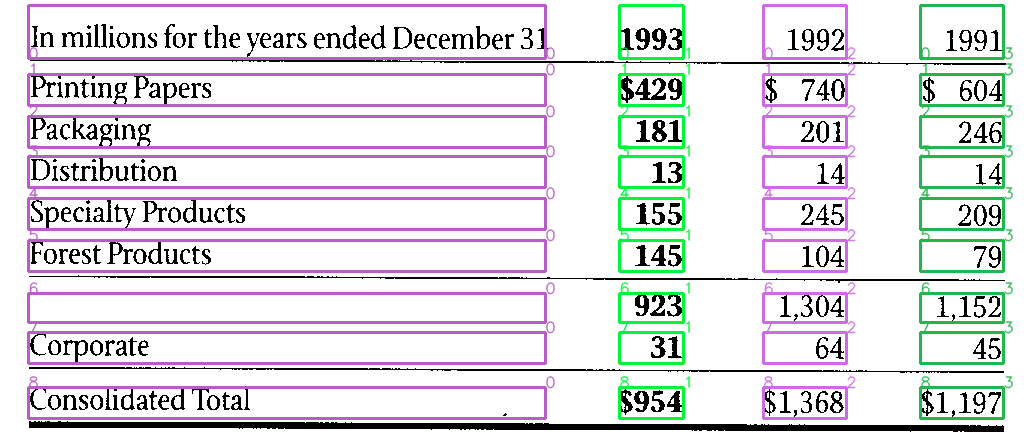 In millions for the years ended December 31 1993 1992 1991
Printing Papers $429 $ 740 $ 604
Packaging 181 201 246
Distribution 13 14 14
Specialty Products 155 245 209
Forest Products 145 104 79
923 1,304 1,152
Corporate 31 64 45
Consolidated Total $954 $1,368 $1,197